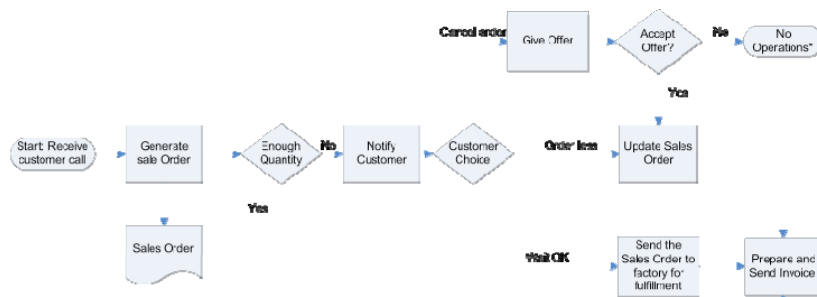 Cancel order
Give Offer
Accept
Offer?
No
No
Operations"
Yes
Start: Receive
customer call
Generate
sale Order
Enough
Quantity
No
Notify
Customer
Customer
Choice
Order less
Update Sales
Order
Yes
Sales Order
Wait OK
Send the
Sales Order to
factory for
fulfillment
Prepare and
Send Invoice